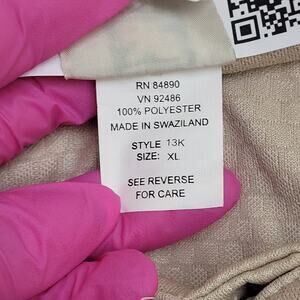 RN 84890
VN 92486
100% POLYESTER
MADE IN SWAZILAND
STYLE 13K
SIZE: XL
SEE REVERSE
FOR CARE